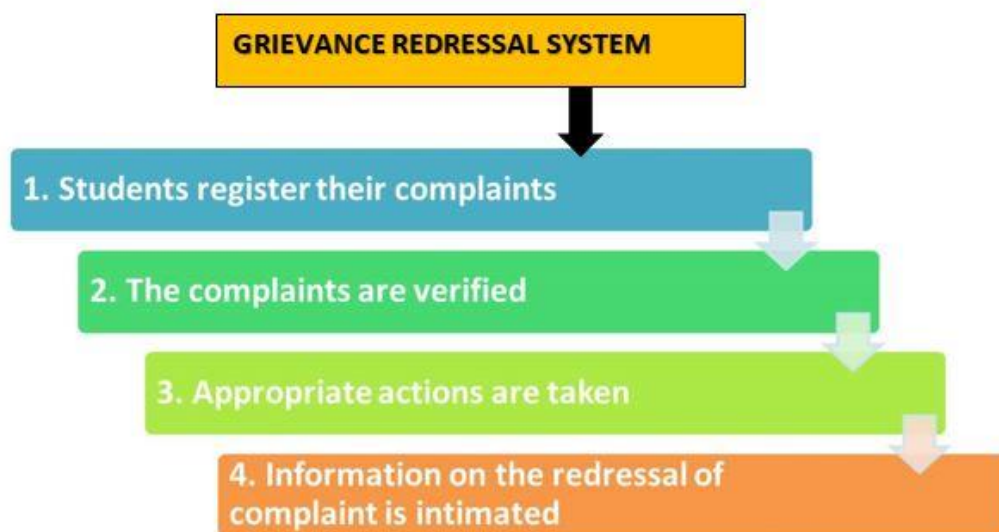 GRIEVANCE REDRESSAL SYSTEM
1. Students register their complaints
2. The complaints are verified
3. Appropriate actions are taken
4. Information on the redressal of
complaint is intimated